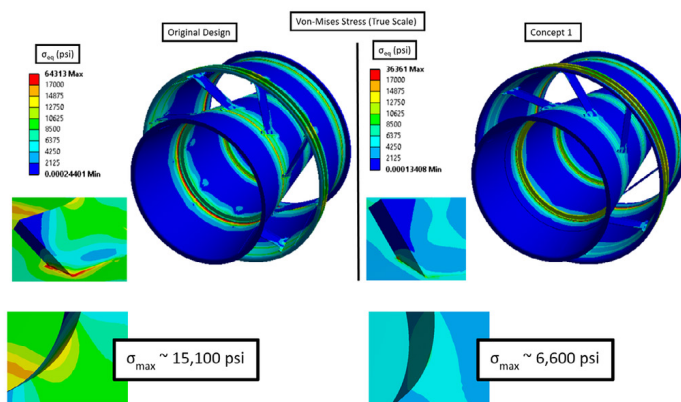 Von-Mises Stress (True Scale)
Original Design
Concept 1
σeq (psi)
64313 Max
17000
14875
12750
10625
8500
6375
4250
2125
0.00024401 Min
σeq (psi)
36361 Max
17000
14875
12750
10625
8500
6375
4250
2125
0.00013408 Min
σmax ~ 15,100 psi
σmax ~ 6,600 psi